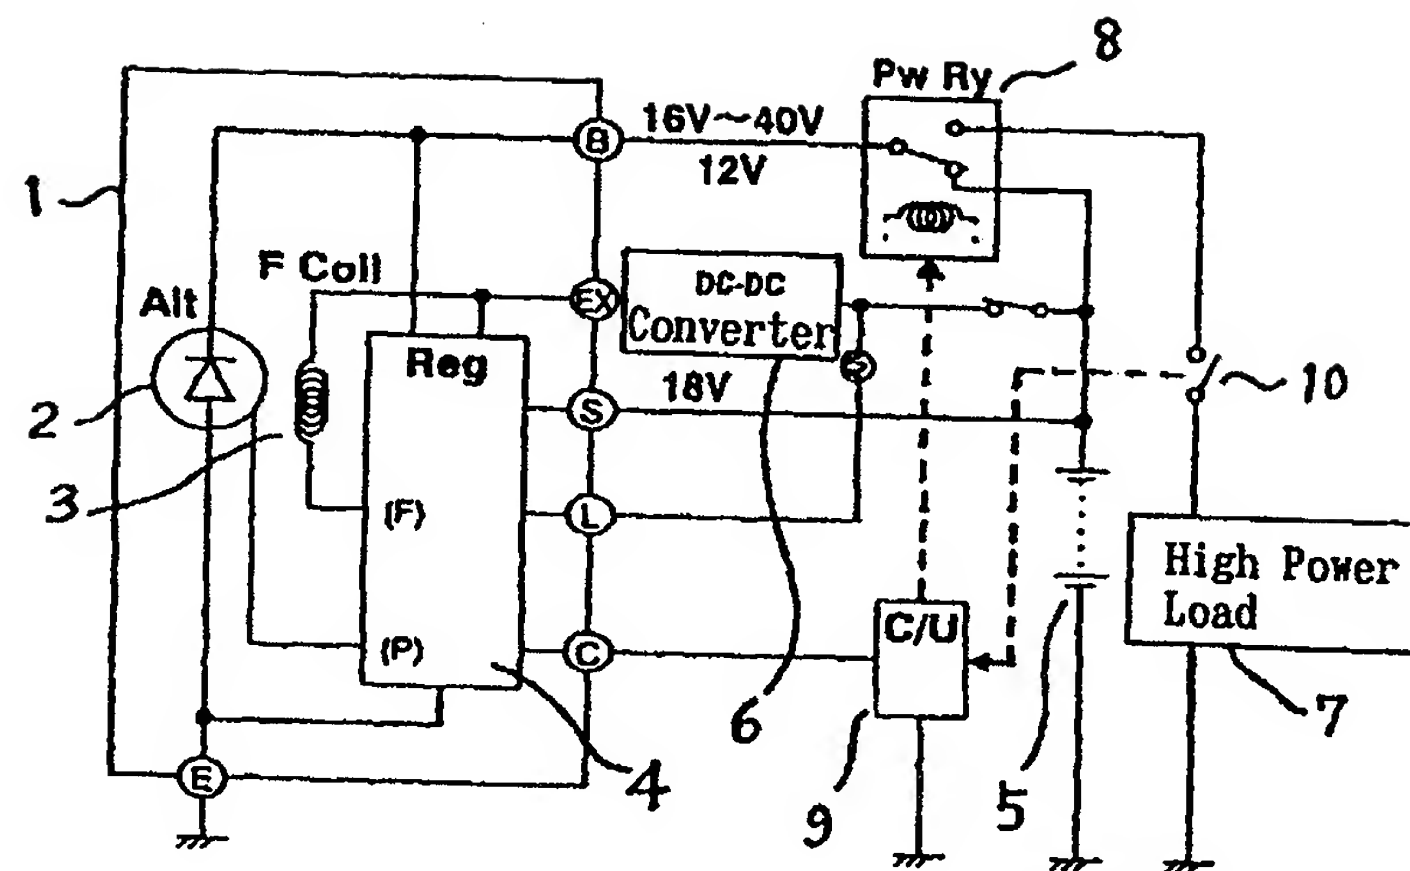 8
Pw Ry
16V~40V
B
12V
1
F Coil
DC-DC
EX
Converter
Alt
Reg
18V
10
2
S
3
(F)
L
High Power
Load
C/U
(P)
C
6
7
4
E
9
5